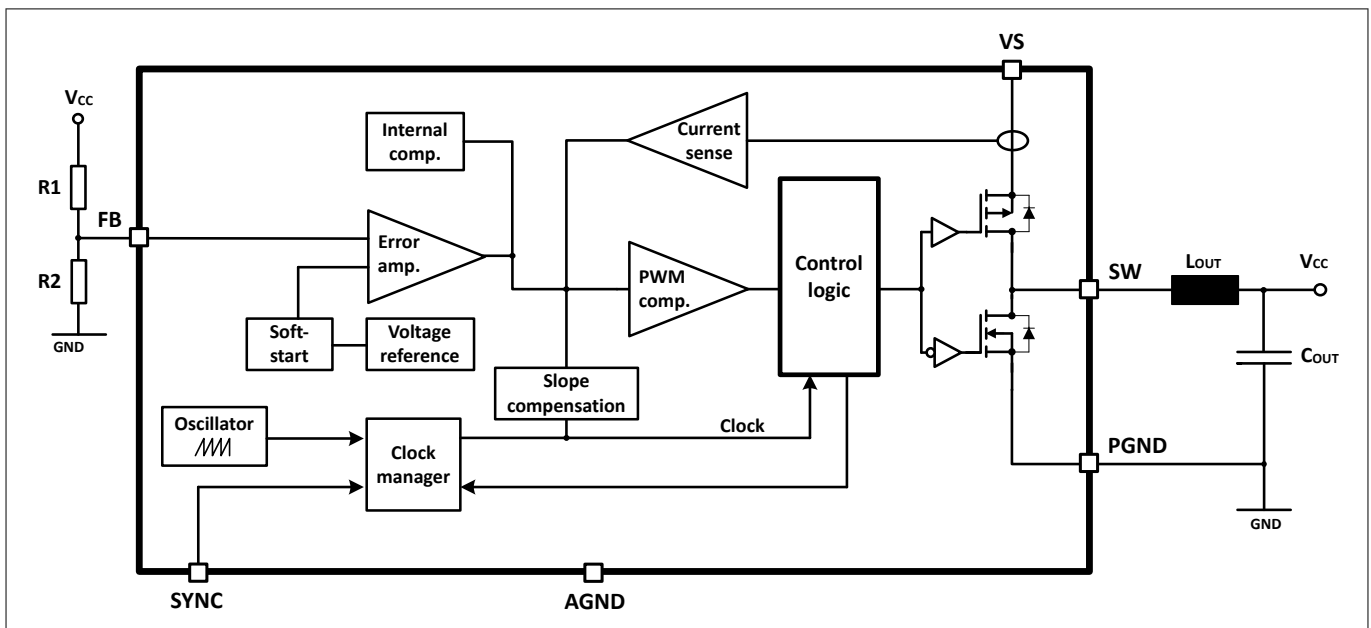 VS
VCC
Internal
comp.
Current
sense
R1
FB
Error
amp.
R2
PWM
comp.
Control
logic
SW
LOUT
VCC
GND
Soft-
start
Voltage
reference
COUT
Slope
compensation
Oscillator
Clock
Clock
manager
PGND
GND
SYNC
AGND